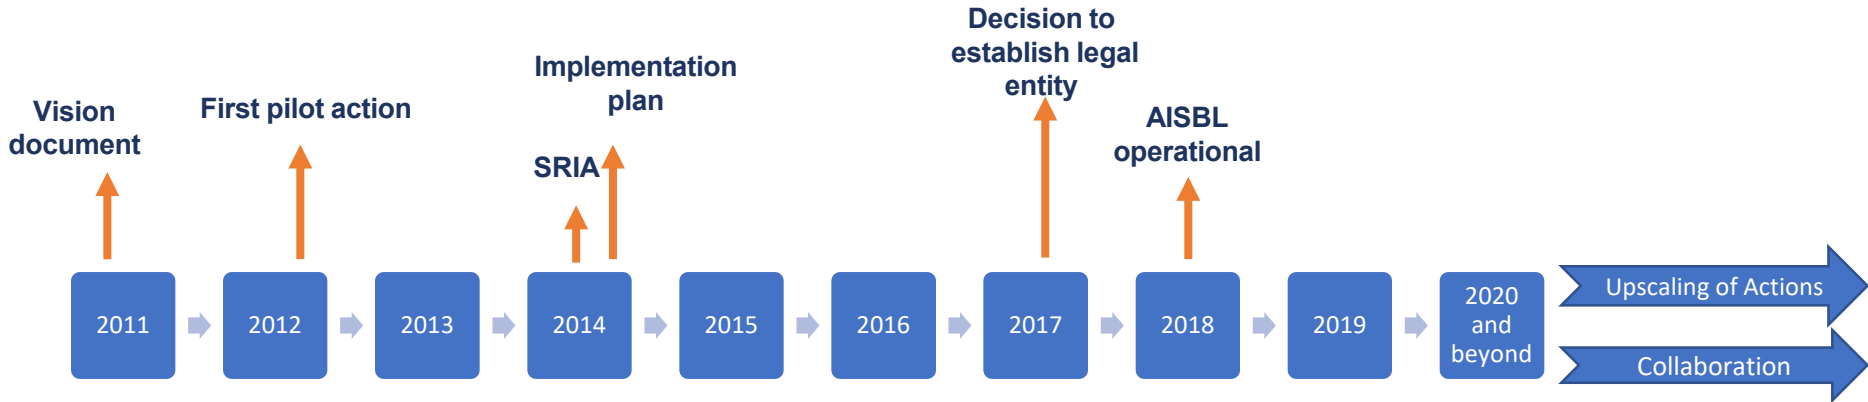 Vision
document
First pilot action
Implementation
plan
SRIA
Decision to
establish legal
entity
AISBL
operational
2011
2012
2013
2014
2015
2016
2017
2018
2019
2020
and
beyond
Upscaling of Actions
Collaboration